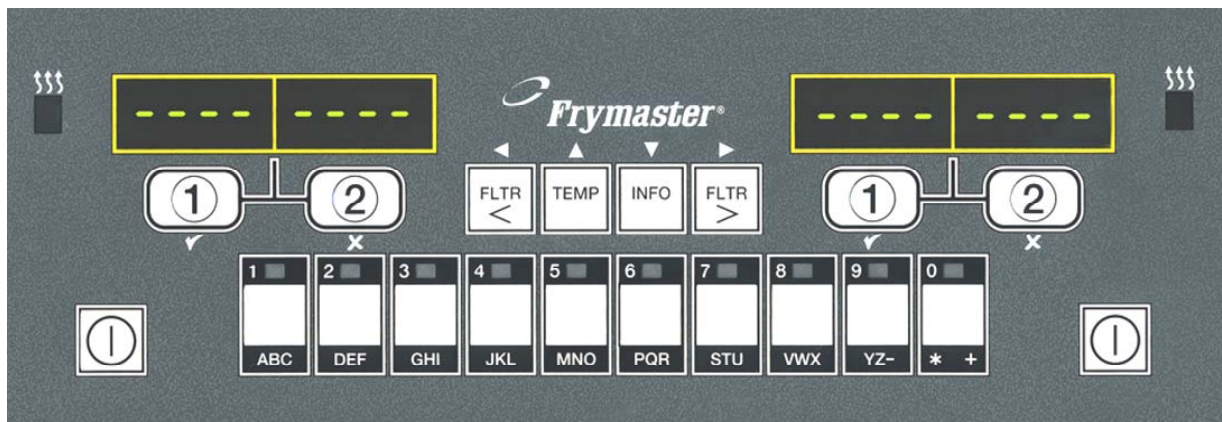 ---- ---- Frymaster® ---- ----
1 2 FLTR < TEMP INFO FLTR > 1 2
1 2 3 4 5 6 7 8 9 0
ABC DEF GHI JKL MNO PQR STU VWX YZ- * +